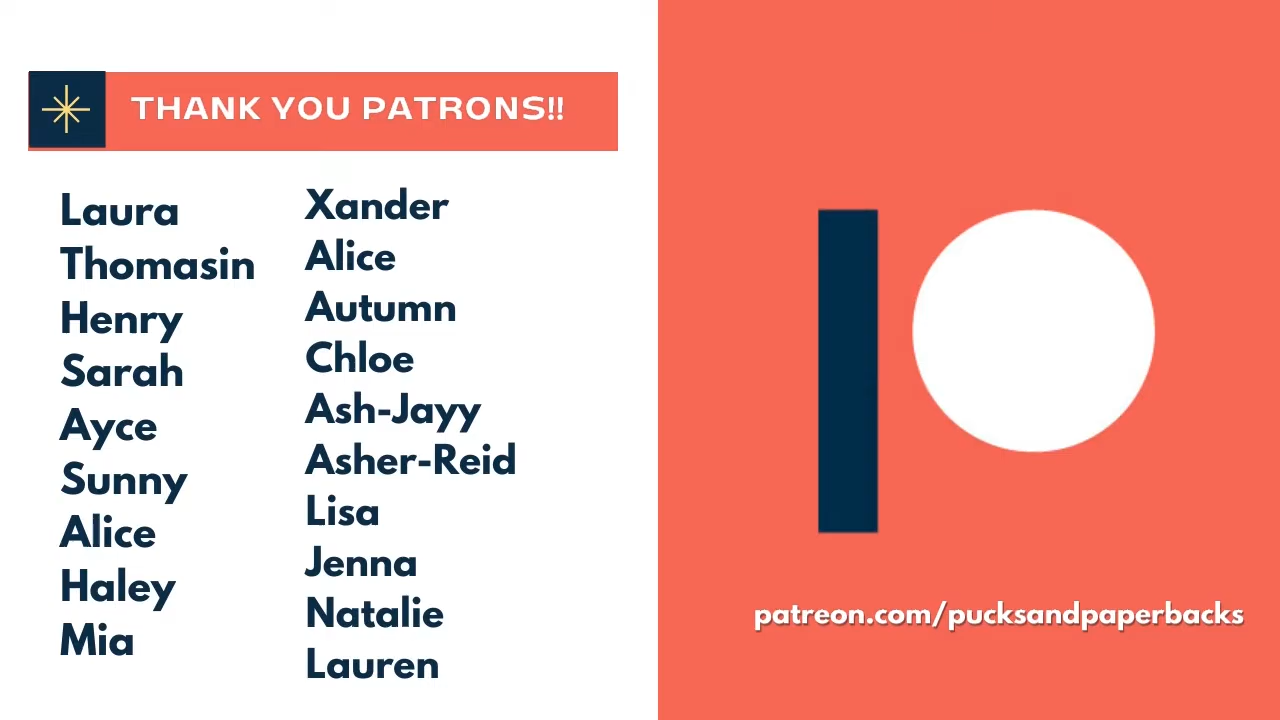 THANK YOU PATRONS!!
Laura
Thomasin
Henry
Sarah
Ayce
Sunny
Alice
Haley
Mia
Xander
Alice
Autumn
Chloe
Ash-Jayy
Asher-Reid
Lisa
Jenna
Natalie
Lauren
patreon.com/pucksandpaperbacks